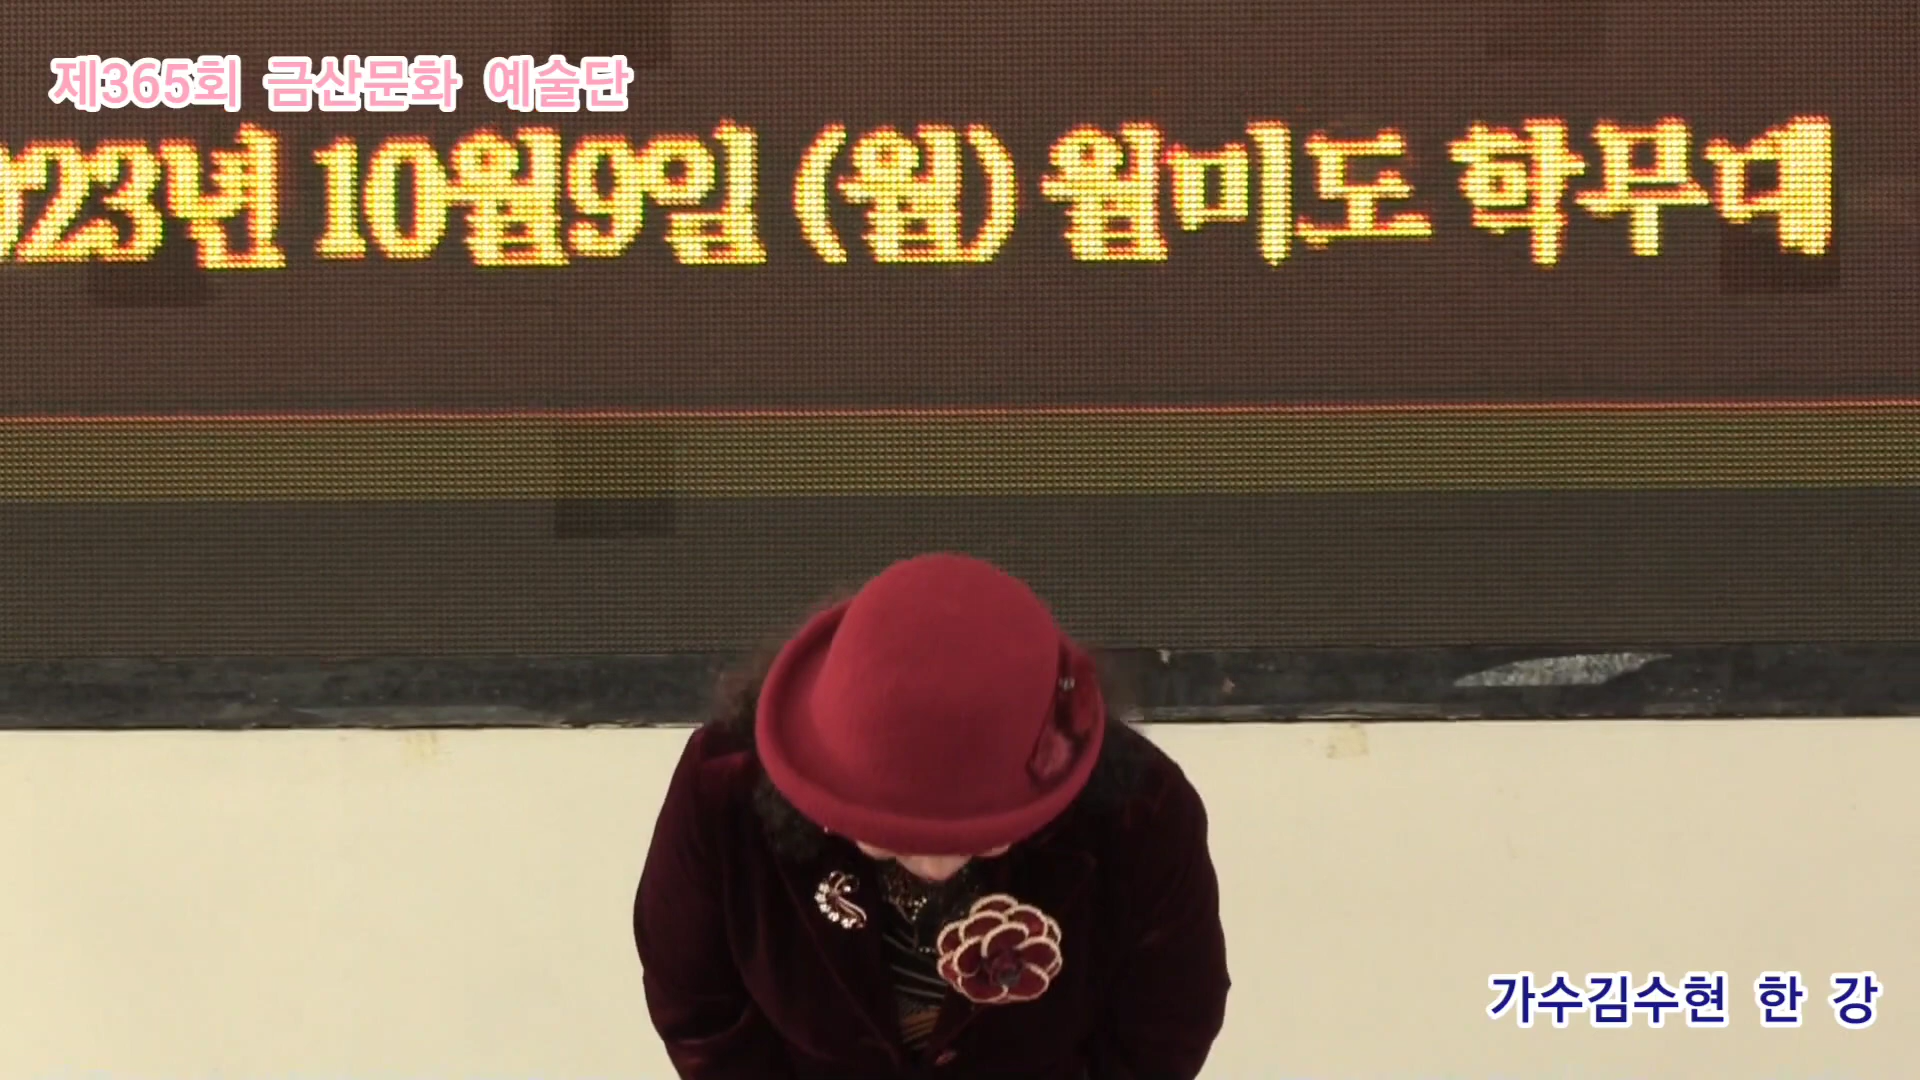 제365회 금산문화 예술단
023년 10월9일 (월) 월미도 학무대
가수김수현 한 강